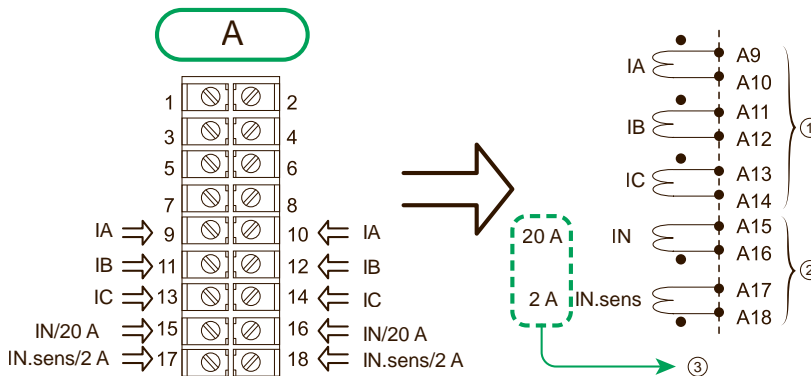 A
1 2
3 4
5 6
7 8
IA 9 10 IA
IB 11 12 IB
IC 13 14 IC
IN/20 A 15 16 IN/20 A
IN.sens/2 A 17 18 IN.sens/2 A
IA A9
A10
IB A11
A12
①
IC A13
A14
20 A IN A15
A16
②
2 A IN.sens A17
A18
③